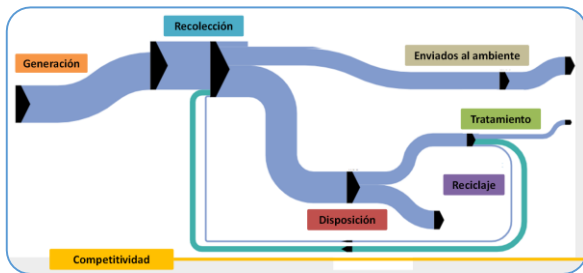 Recolección
Generación
Enviados al ambiente
Tratamiento
Reciclaje
Disposición
Competitividad